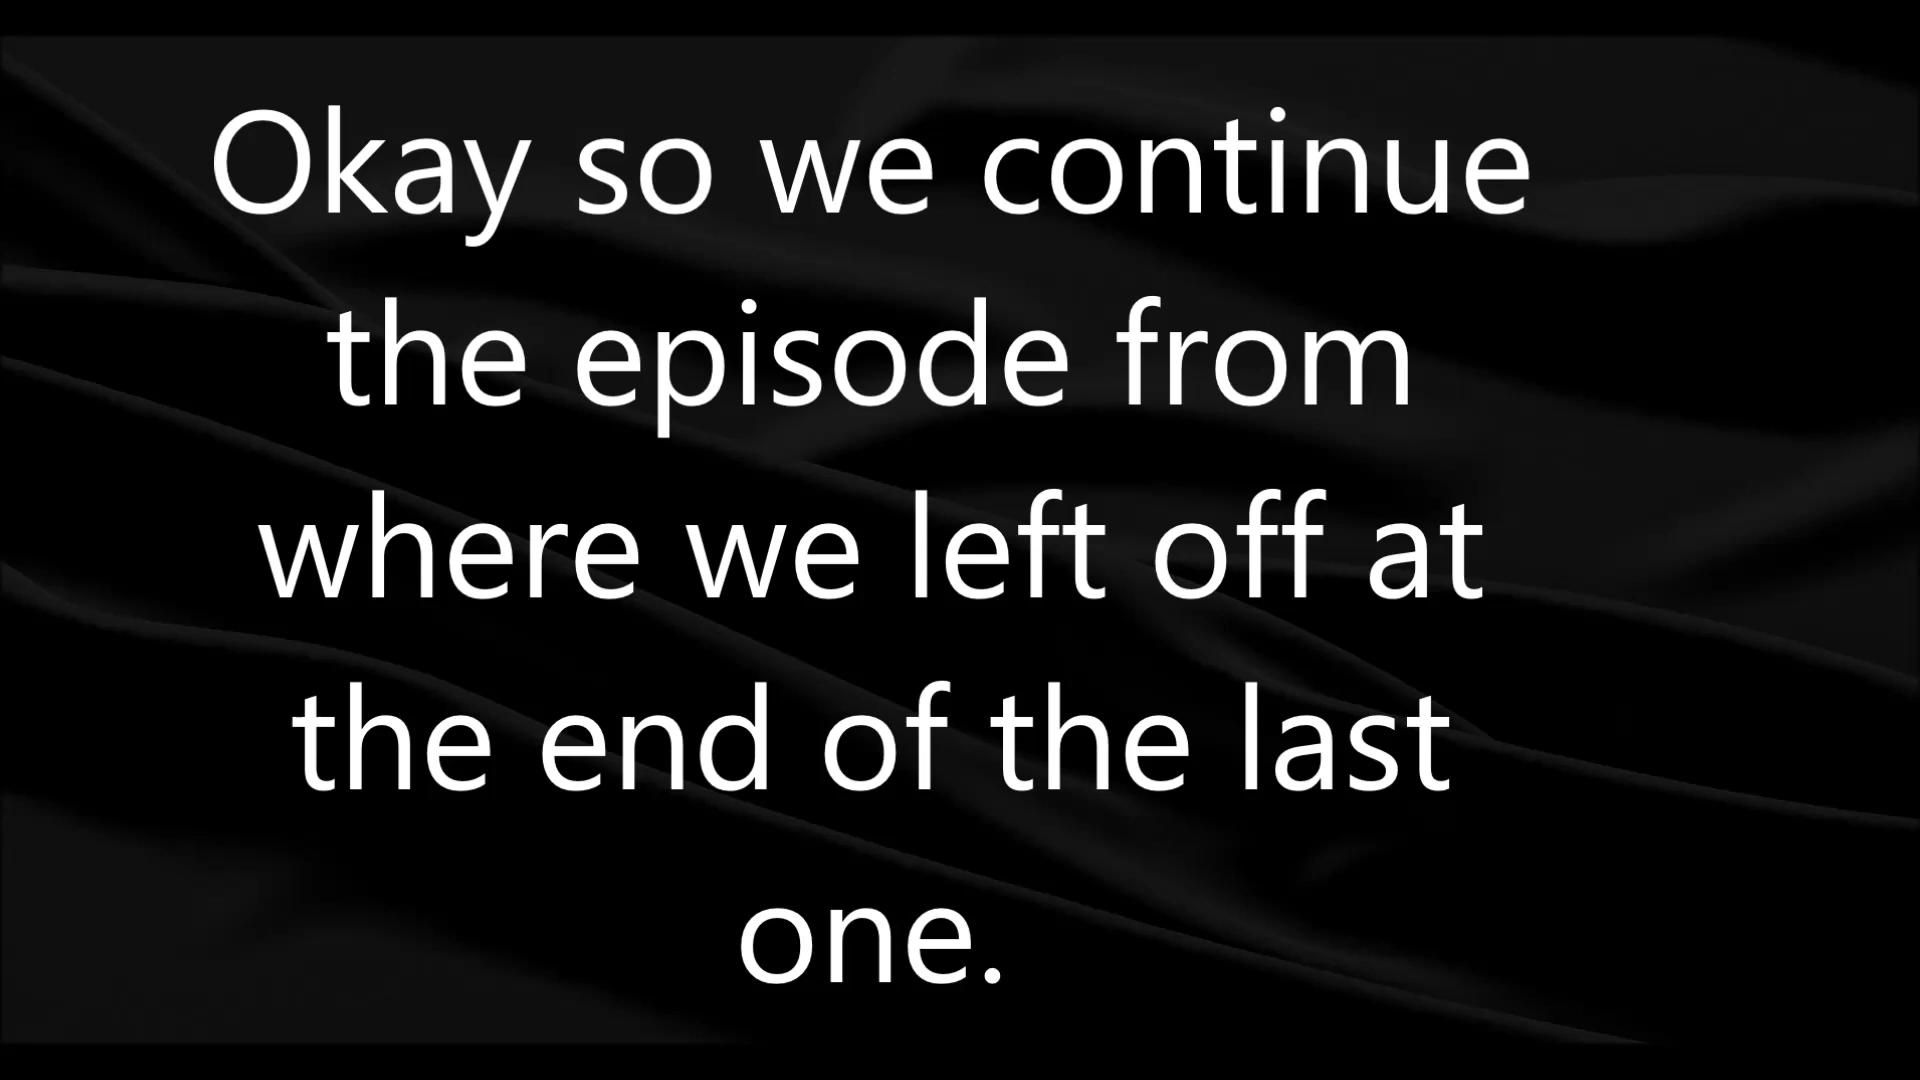 Okay so we continue
the episode from
where we left off at
the end of the last
one.